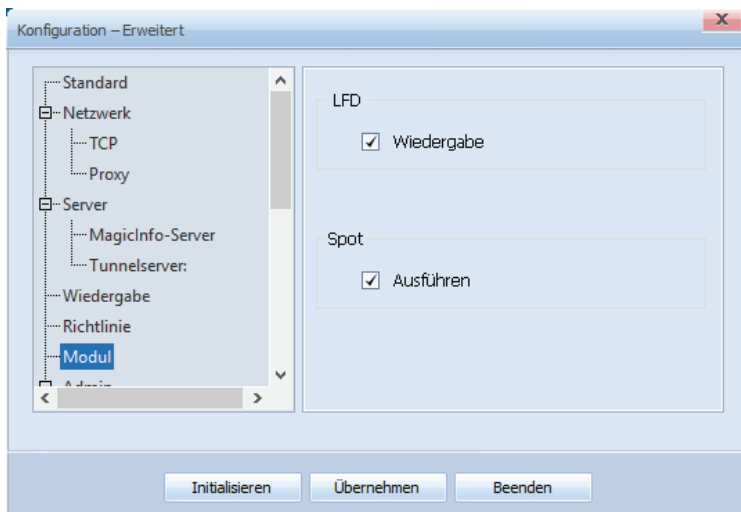 Konfiguration – Erweitert
Standard
Netzwerk
TCP
Proxy
Server
MagicInfo-Server
Tunnelserver:
Wiedergabe
Richtlinie
Modul
Admin
LFD
Wiedergabe
Spot
Ausführen
Initialisieren
Übernehmen
Beenden